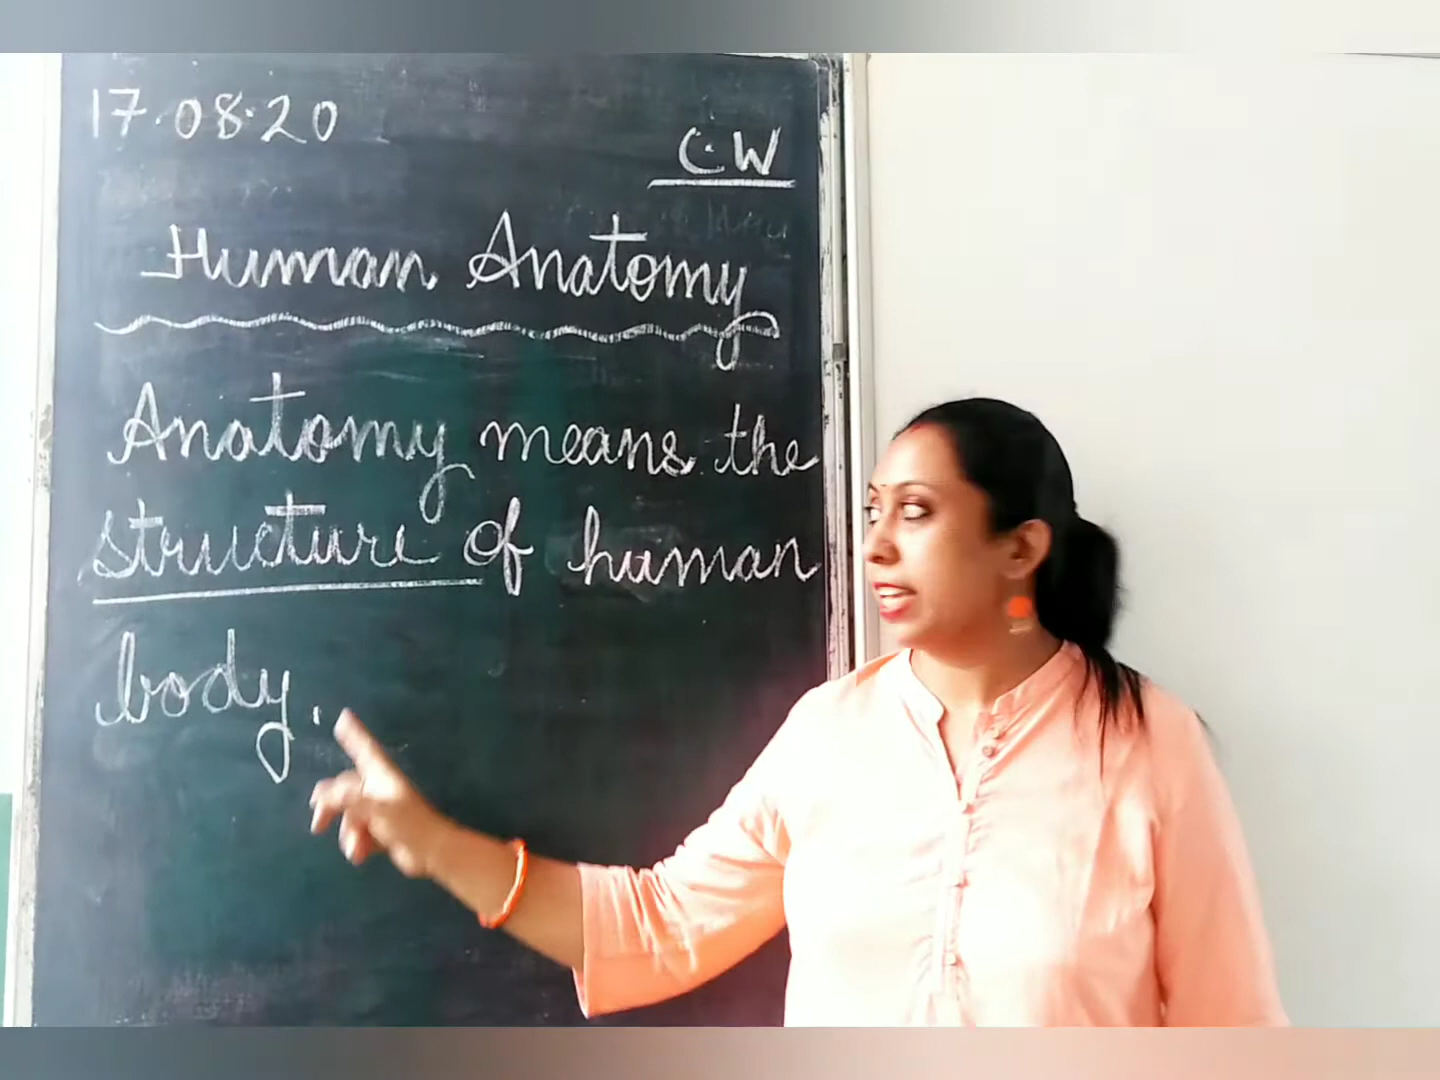 17.08.20
C.W
Human Anatomy
Anatomy means the
structure of human
body.